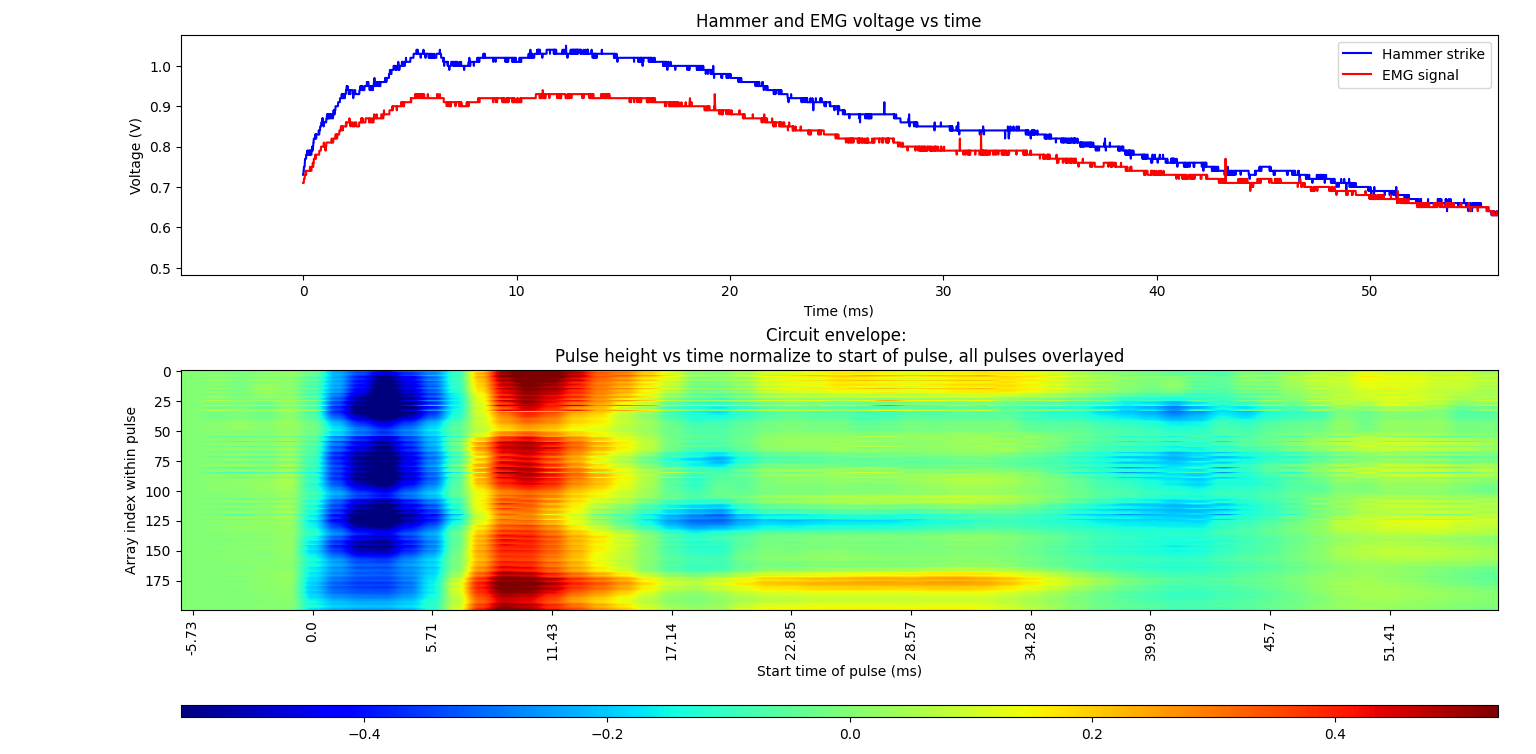 Hammer and EMG voltage vs time
Voltage (V)
1.0
0.9
0.8
0.7
0.6
0.5
Hammer strike
EMG signal
0 10 20 30 40 50
Time (ms)
Circuit envelope:
Pulse height vs time normalize to start of pulse, all pulses overlayed
Array index within pulse
0
25
50
75
100
125
150
175
-5.73 0.0 5.71 11.43 17.14 22.85 28.57 34.28 39.99 45.7 51.41
Start time of pulse (ms)
−0.4 −0.2 0.0 0.2 0.4